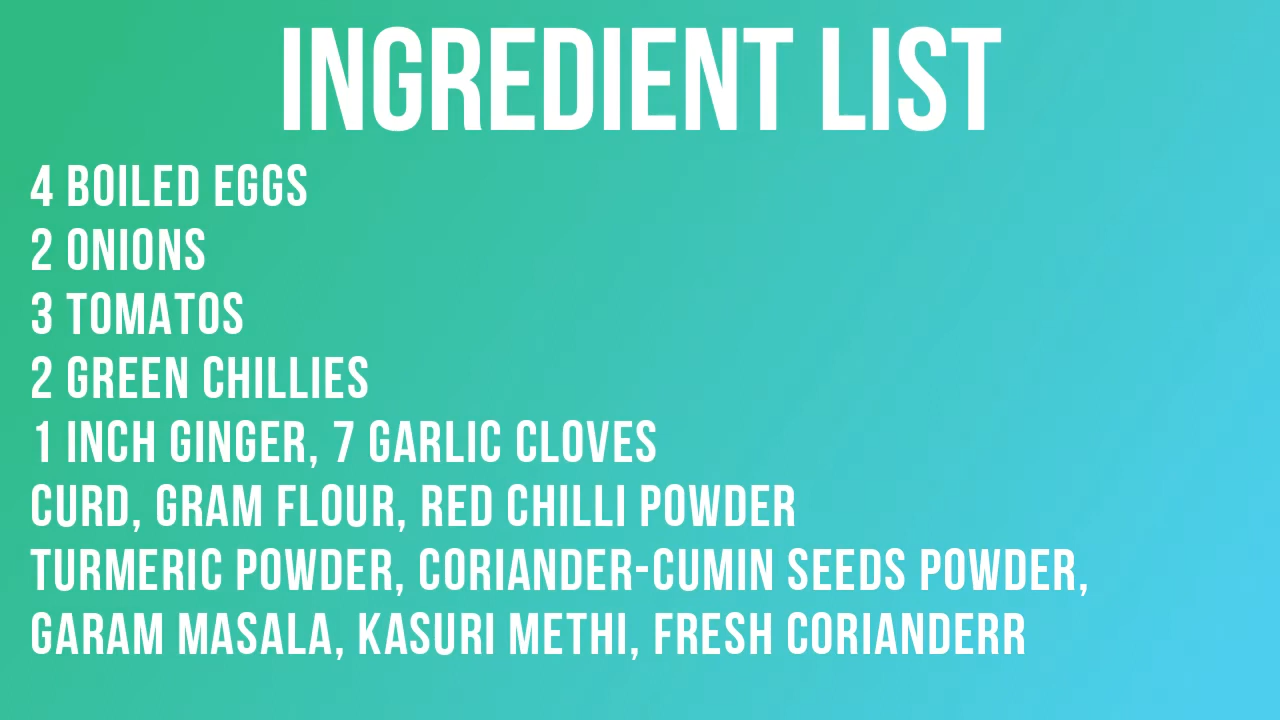 INGREDIENT LIST
4 BOILED EGGS
2 ONIONS
3 TOMATOS
2 GREEN CHILLIES
1 INCH GINGER, 7 GARLIC CLOVES
CURD, GRAM FLOUR, RED CHILLI POWDER
TURMERIC POWDER, CORIANDER-CUMIN SEEDS POWDER,
GARAM MASALA, KASURI METHI, FRESH CORIANDERR